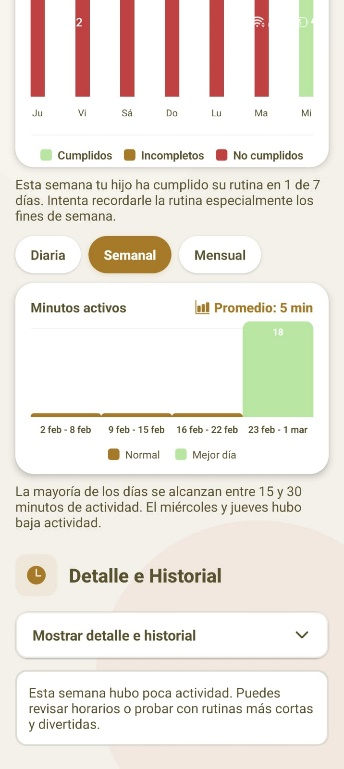 2
Ju Vi Sá Do Lu Ma Mi
Cumplidos Incompletos No cumplidos
Esta semana tu hijo ha cumplido su rutina en 1 de 7
días. Intenta recordarle la rutina especialmente los
fines de semana.
Diaria Semanal Mensual
Minutos activos Promedio: 5 min
18
2 feb - 8 feb 9 feb - 15 feb 16 feb - 22 feb 23 feb - 1 mar
Normal Mejor día
La mayoría de los días se alcanzan entre 15 y 30
minutos de actividad. El miércoles y jueves hubo
baja actividad.
Detalle e Historial
Mostrar detalle e historial
Esta semana hubo poca actividad. Puedes
revisar horarios o probar con rutinas más cortas
y divertidas.